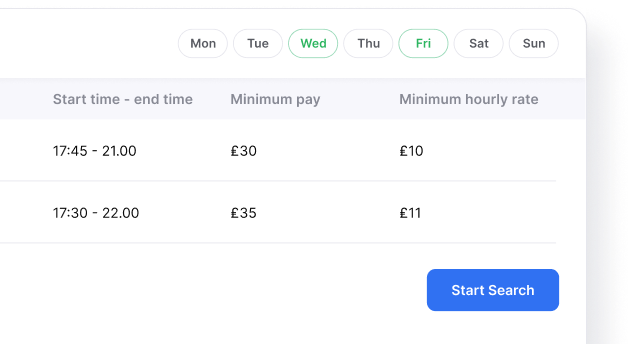 Mon Tue Wed Thu Fri Sat Sun
Start time - end time Minimum pay Minimum hourly rate
17:45 - 21.00 £30 £10
17:30 - 22.00 £35 £11
Start Search